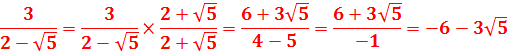 3/(2 − √5) = 3/(2 − √5) × (2 + √5)/(2 + √5) = (6 + 3√5)/(4 − 5) = (6 + 3√5)/(−1) = −6 − 3√5